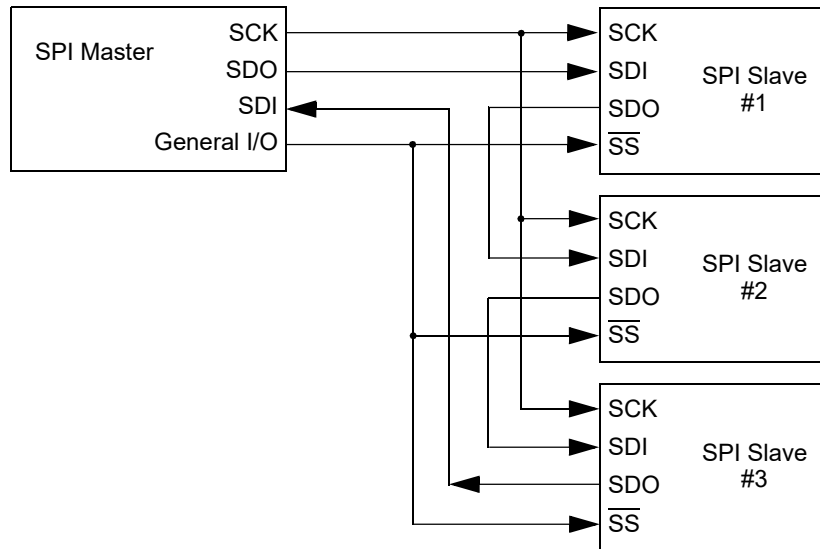 SPI Master
SCK
SDO
SDI
General I/O
SCK
SDI
SDO
SS
SPI Slave
#1
SCK
SDI
SDO
SS
SPI Slave
#2
SCK
SDI
SDO
SS
SPI Slave
#3